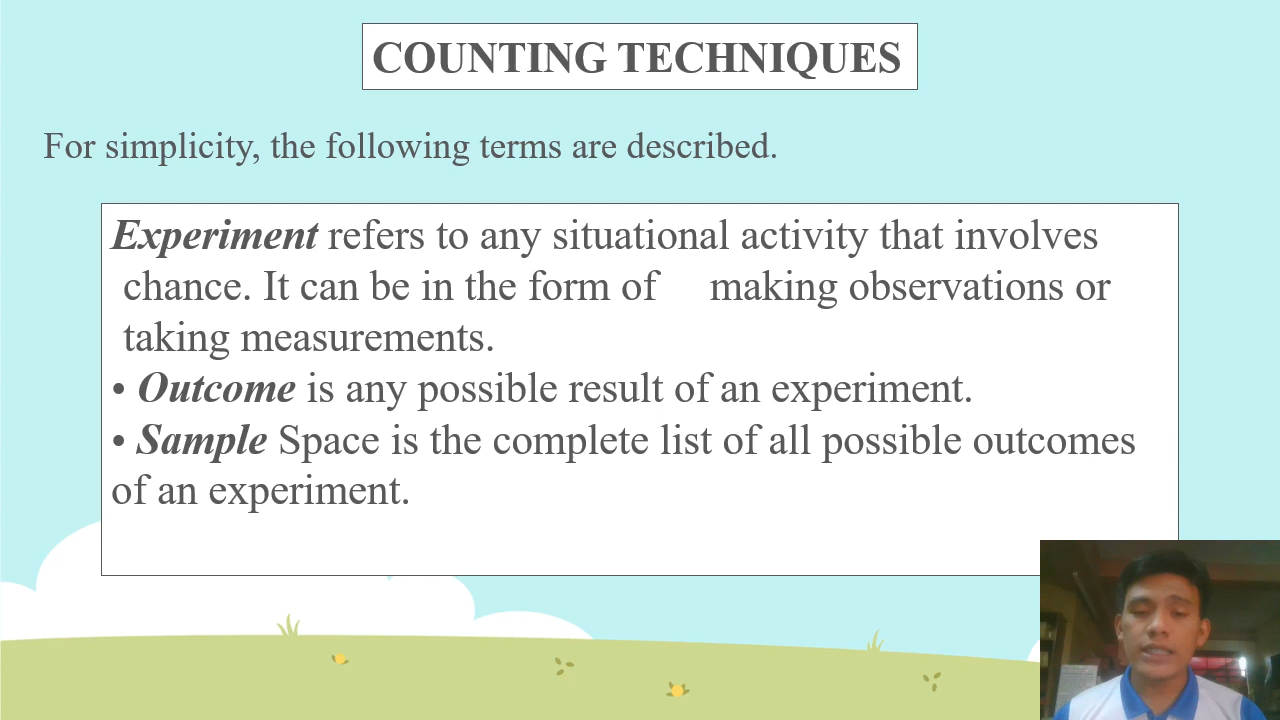 COUNTING TECHNIQUES
For simplicity, the following terms are described.
Experiment refers to any situational activity that involves
chance. It can be in the form of making observations or
taking measurements.
• Outcome is any possible result of an experiment.
• Sample Space is the complete list of all possible outcomes
of an experiment.